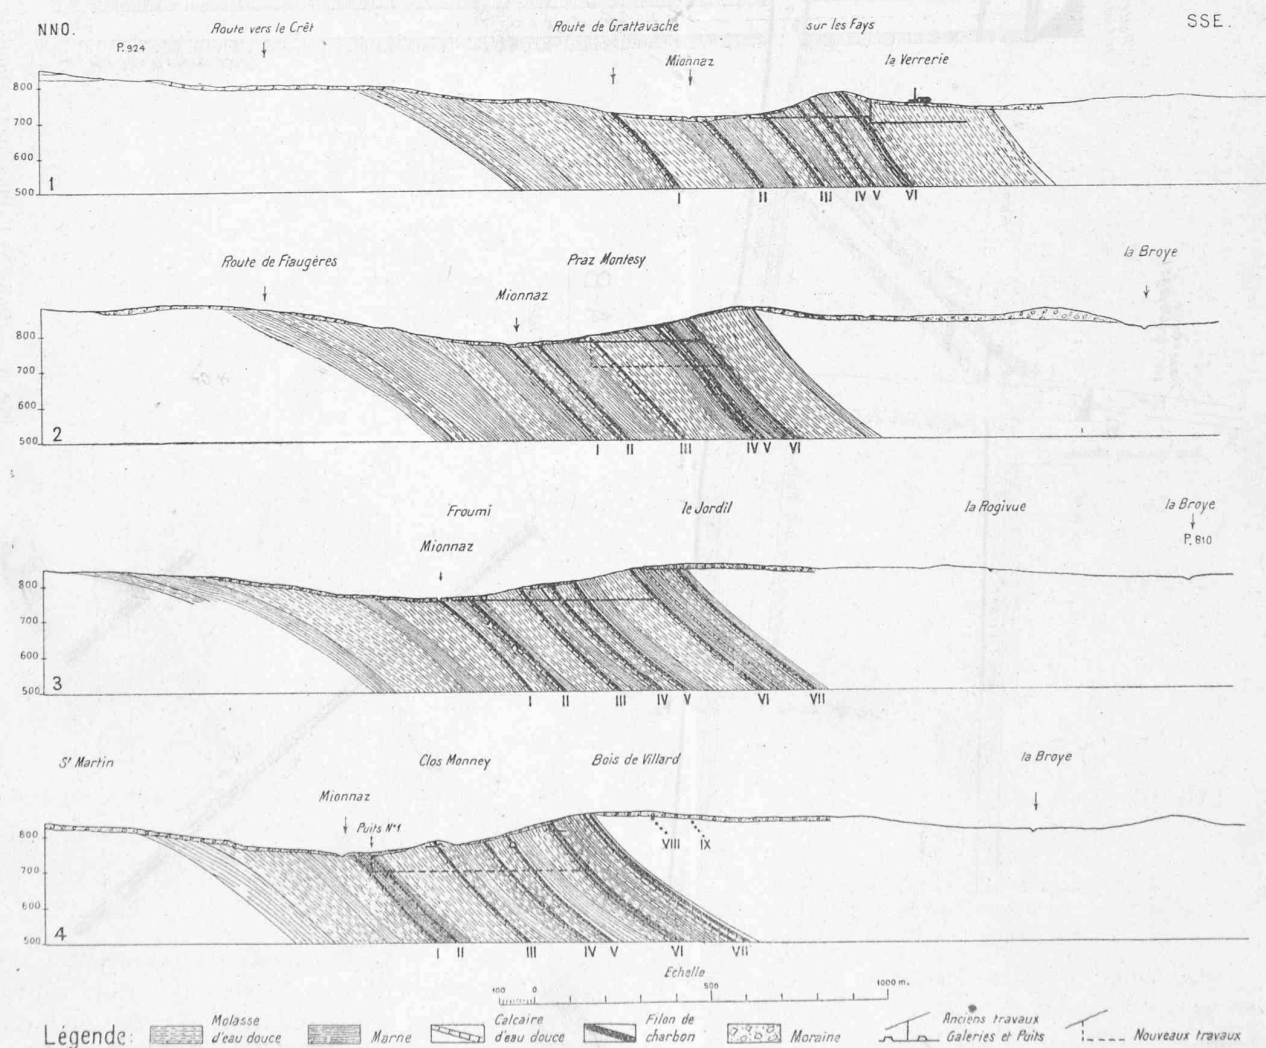 NNO.
Route vers le Crêt
Route de Grattavache
sur les Fays
SSE.
P. 924
Mionnaz
la Verrerie
800
700
600
500
1
I II III IV V VI
Route de Fiaugères
Praz Montesy
la Broye
Mionnaz
800
700
600
500
2
I II III IV V VI
Froumi
le Jordil
la Rogivue
la Broye
Mionnaz
P. 810
800
700
600
500
3
I II III IV V VI VII
St Martin
Clos Monney
Bois de Villard
la Broye
Mionnaz
Puits N°1
800
VIII IX
700
600
500
4
I II III IV V VI VII
Echelle
100 0 500 1000 m.
Légende:
Molasse d'eau douce
Marne
Calcaire d'eau douce
Filon de charbon
Moraine
Anciens travaux
Galeries et Puits
Nouveaux travaux